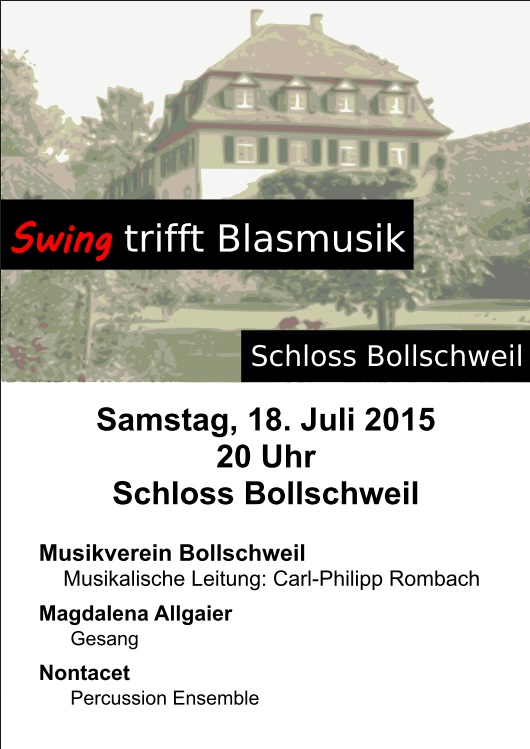 Swing trifft Blasmusik
Schloss Bollschweil
Samstag, 18. Juli 2015
20 Uhr
Schloss Bollschweil
Musikverein Bollschweil
Musikalische Leitung: Carl-Philipp Rombach
Magdalena Allgaier
Gesang
Nontacet
Percussion Ensemble